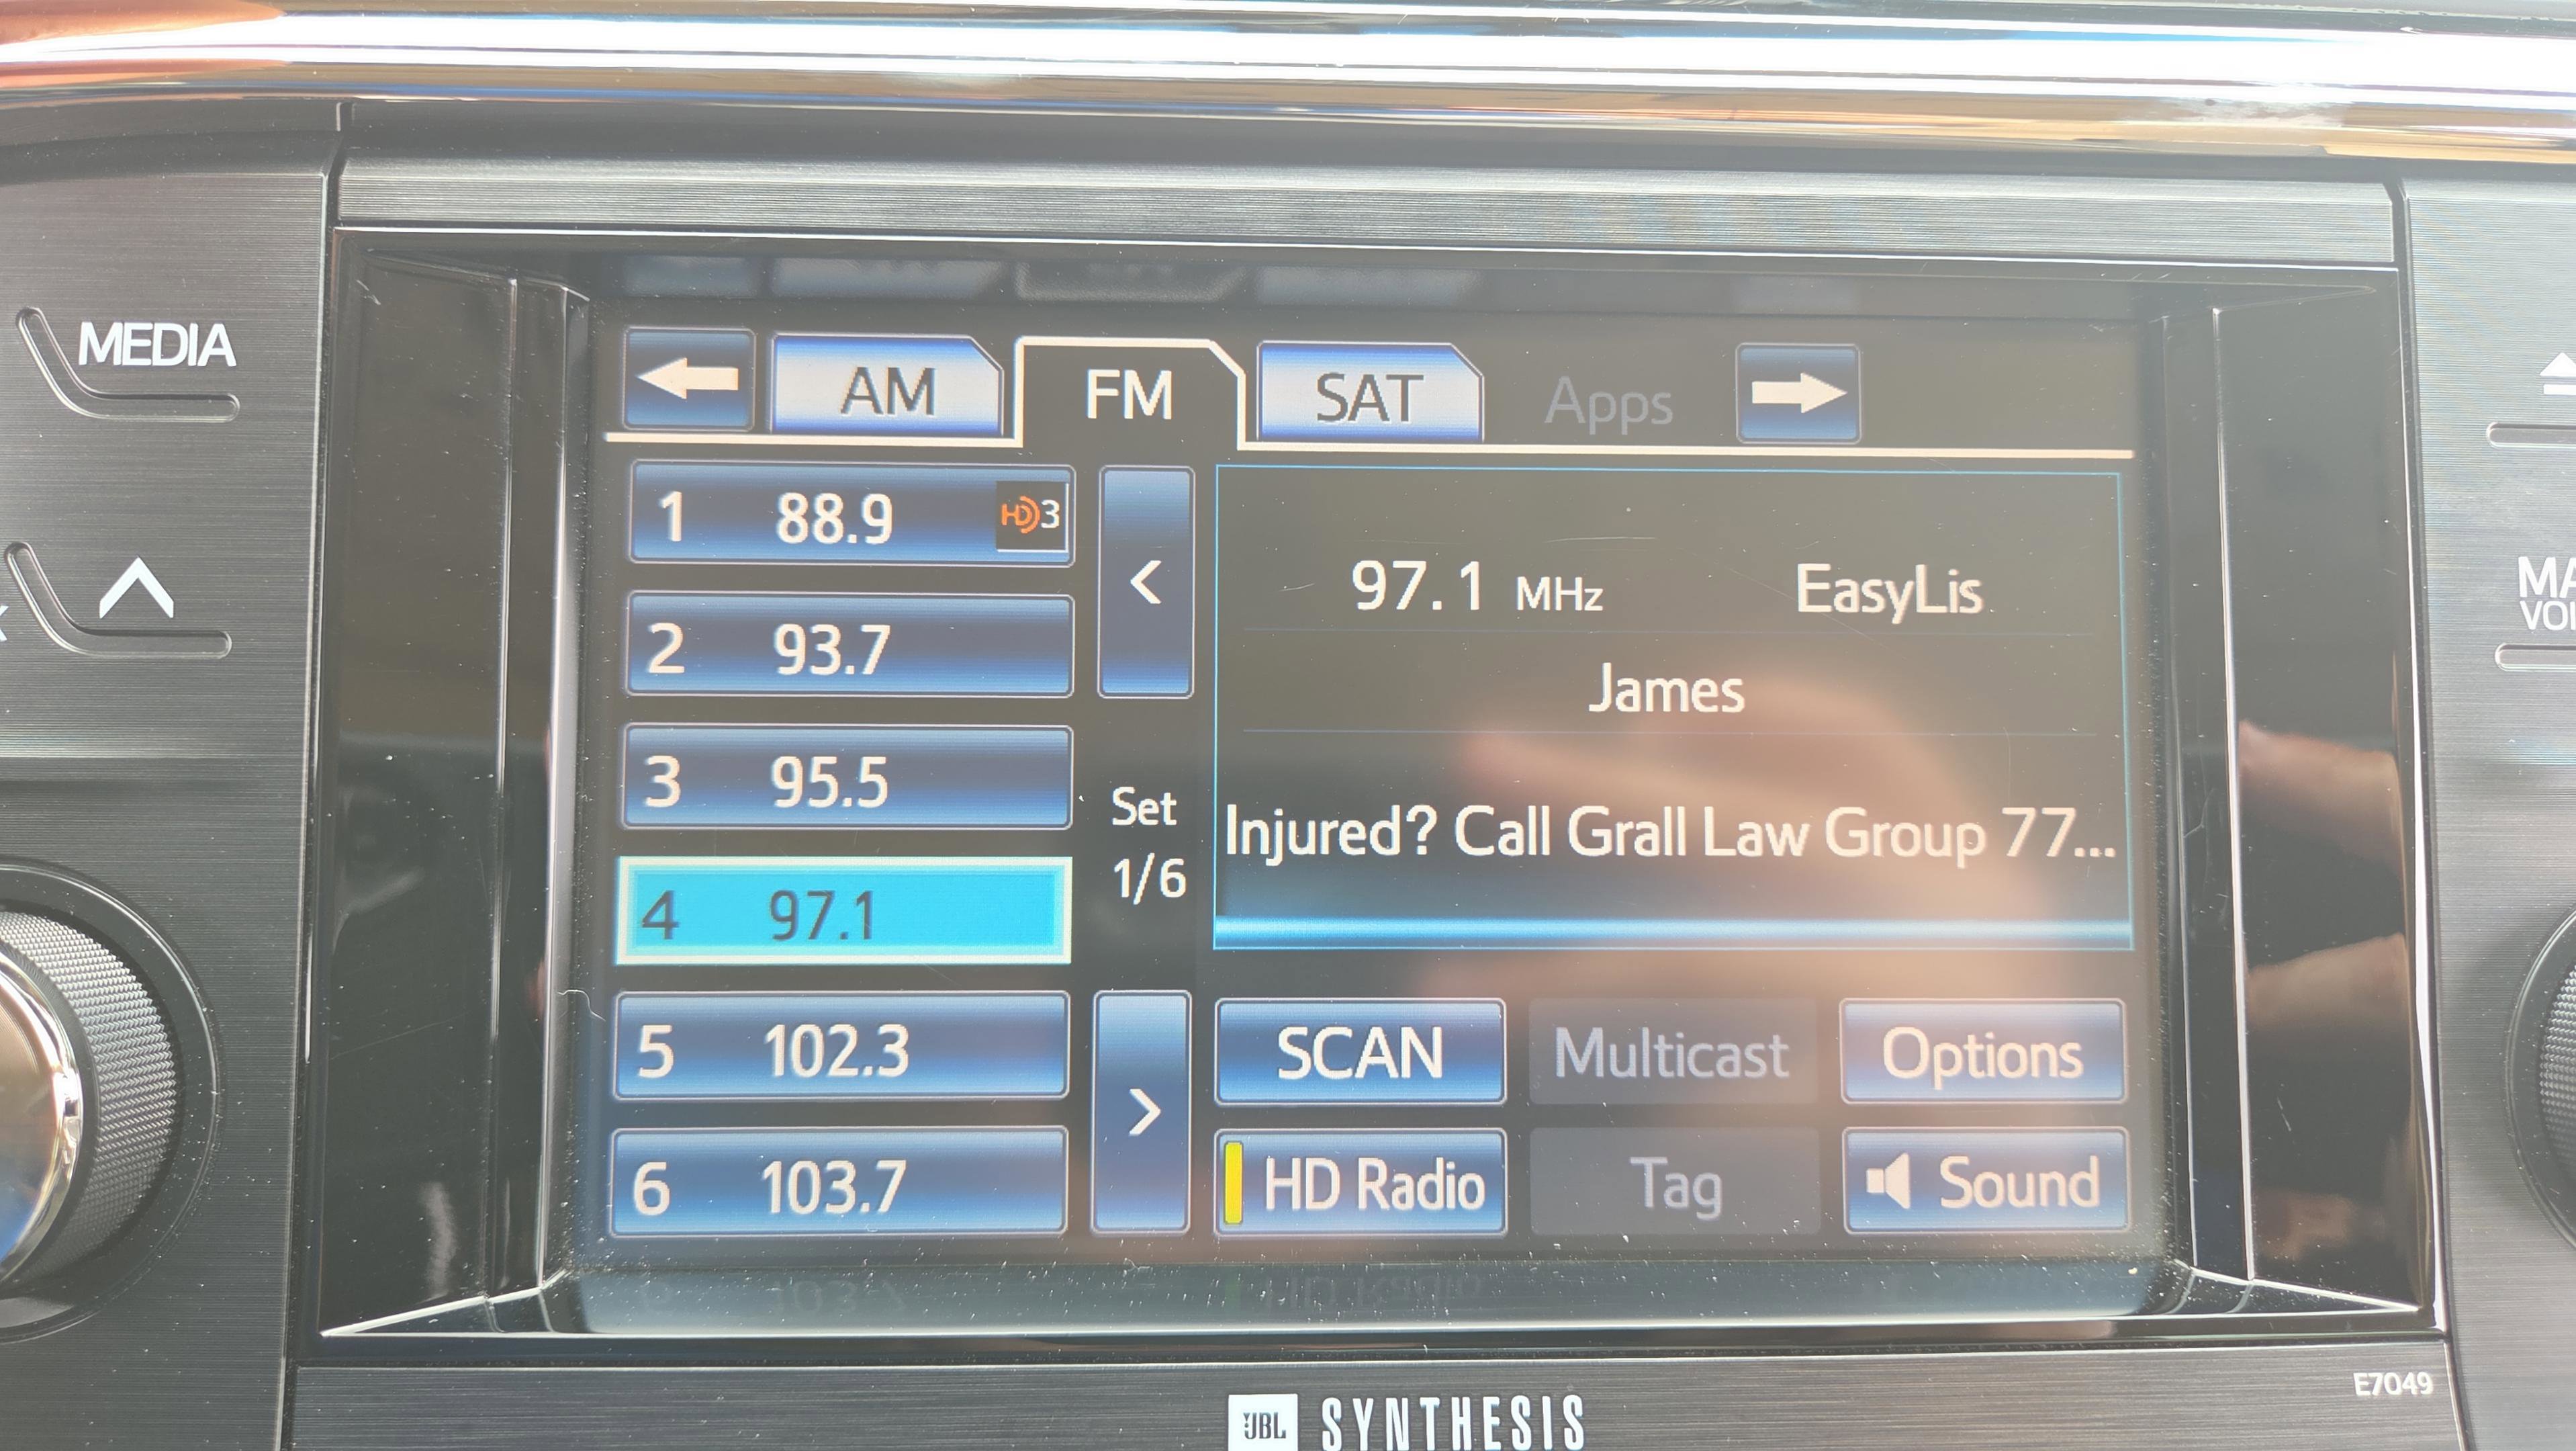 MEDIA
AM FM SAT Apps
1 88.9 HD 3
2 93.7
3 95.5
4 97.1
5 102.3
6 103.7
Set
1/6
97.1 MHz EasyLis
James
Injured? Call Grall Law Group 77...
SCAN Multicast Options
HD Radio Tag Sound
E7049
JBL SYNTHESIS